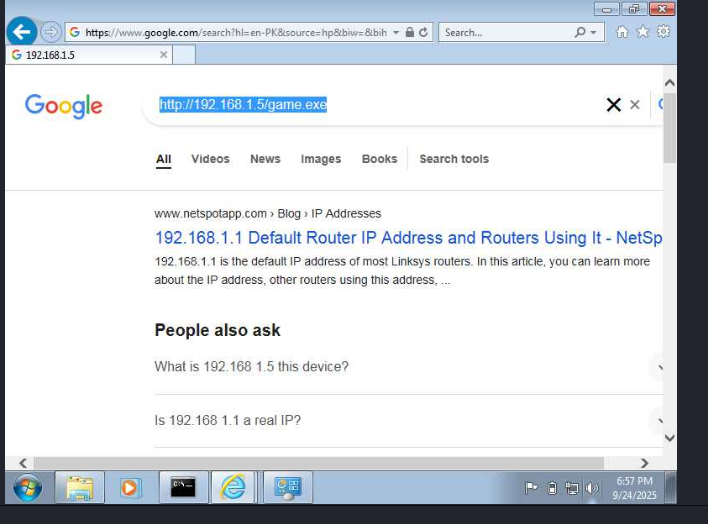 https://www.google.com/search?hl=en-PK&source=hp&biw=&bih
Search...
192.168.1.5
Google
http://192.168.1.5/game.exe
All Videos News Images Books Search tools
www.netspotapp.com › Blog › IP Addresses
192.168.1.1 Default Router IP Address and Routers Using It - NetSp
192.168.1.1 is the default IP address of most Linksys routers. In this article, you can learn more
about the IP address, other routers using this address, ...
People also ask
What is 192.168 1.5 this device?
Is 192.168 1.1 a real IP?
6:57 PM
9/24/2025